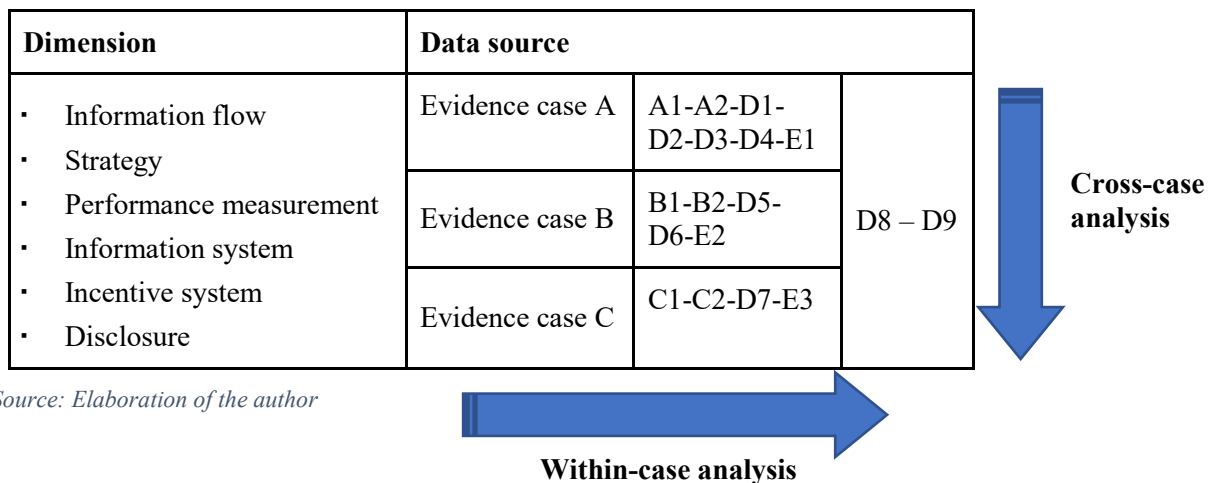 Dimension
Data source
▪ Information flow
▪ Strategy
▪ Performance measurement
▪ Information system
▪ Incentive system
▪ Disclosure
Evidence case A
A1-A2-D1-
D2-D3-D4-E1
Evidence case B
B1-B2-D5-
D6-E2
Evidence case C
C1-C2-D7-E3
D8 – D9
Cross-case
analysis
Source: Elaboration of the author
Within-case analysis